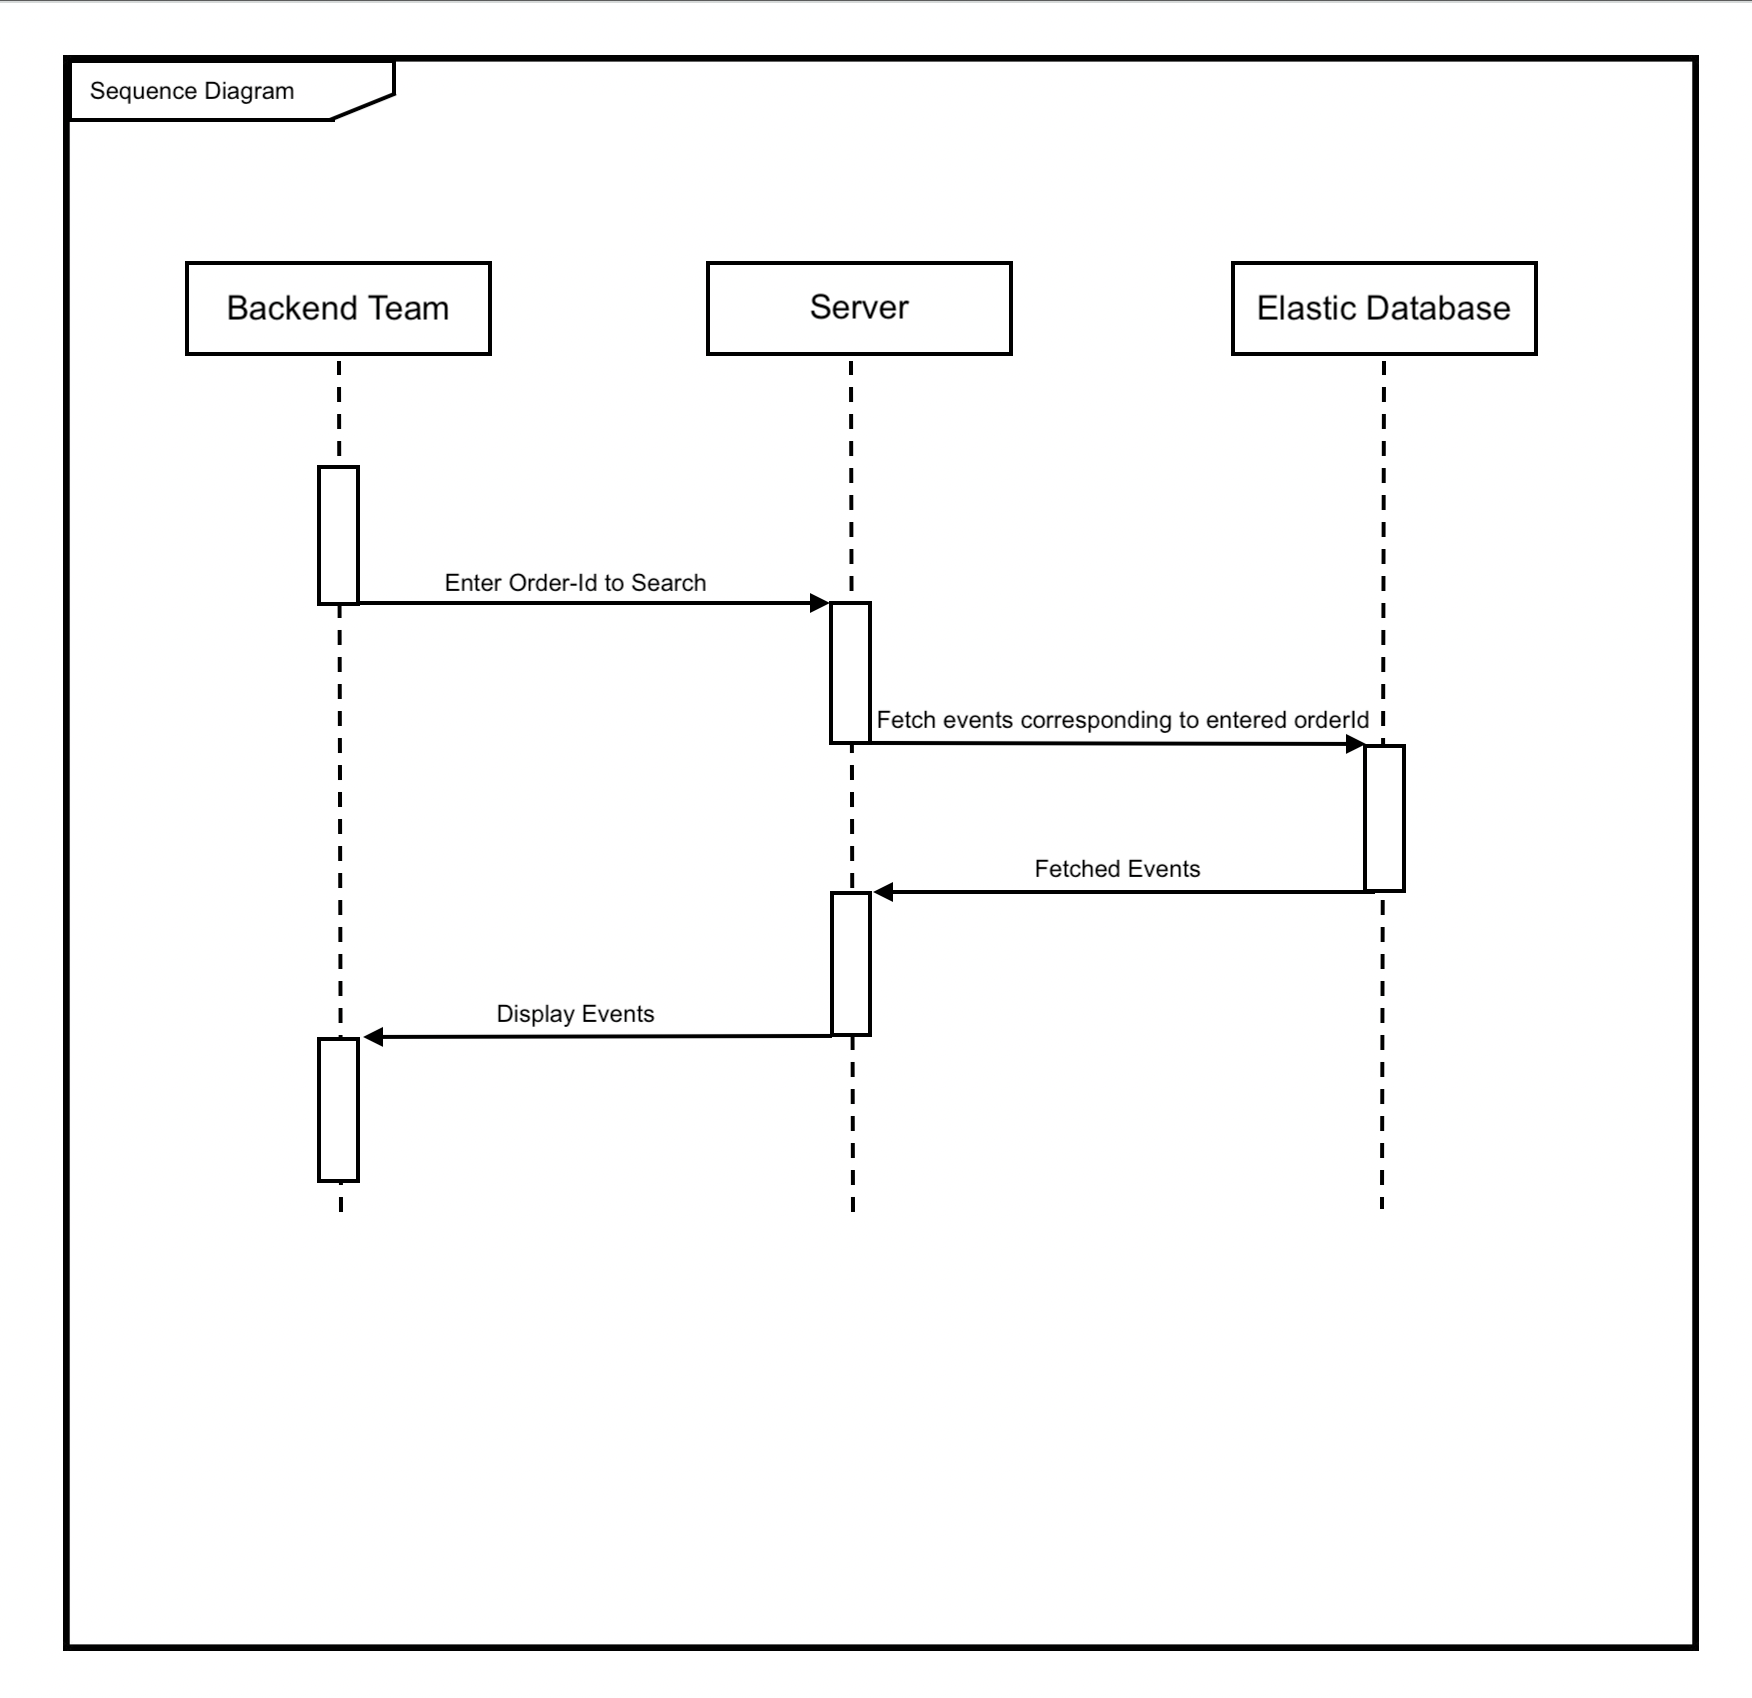 Sequence Diagram
Backend Team
Server
Elastic Database
Enter Order-Id to Search
Fetch events corresponding to entered orderId
Fetched Events
Display Events